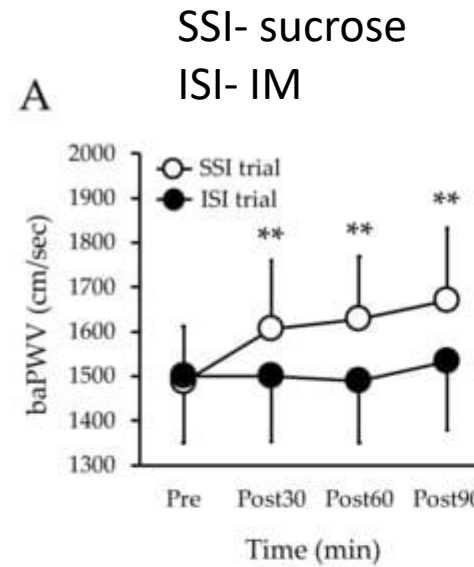 SSI- sucrose
ISI- IM
A
2000
1900
1800
1700
1600
1500
1400
1300
baPWV (cm/sec)
SSI trial
ISI trial
**
**
**
Pre Post30 Post60 Post90
Time (min)